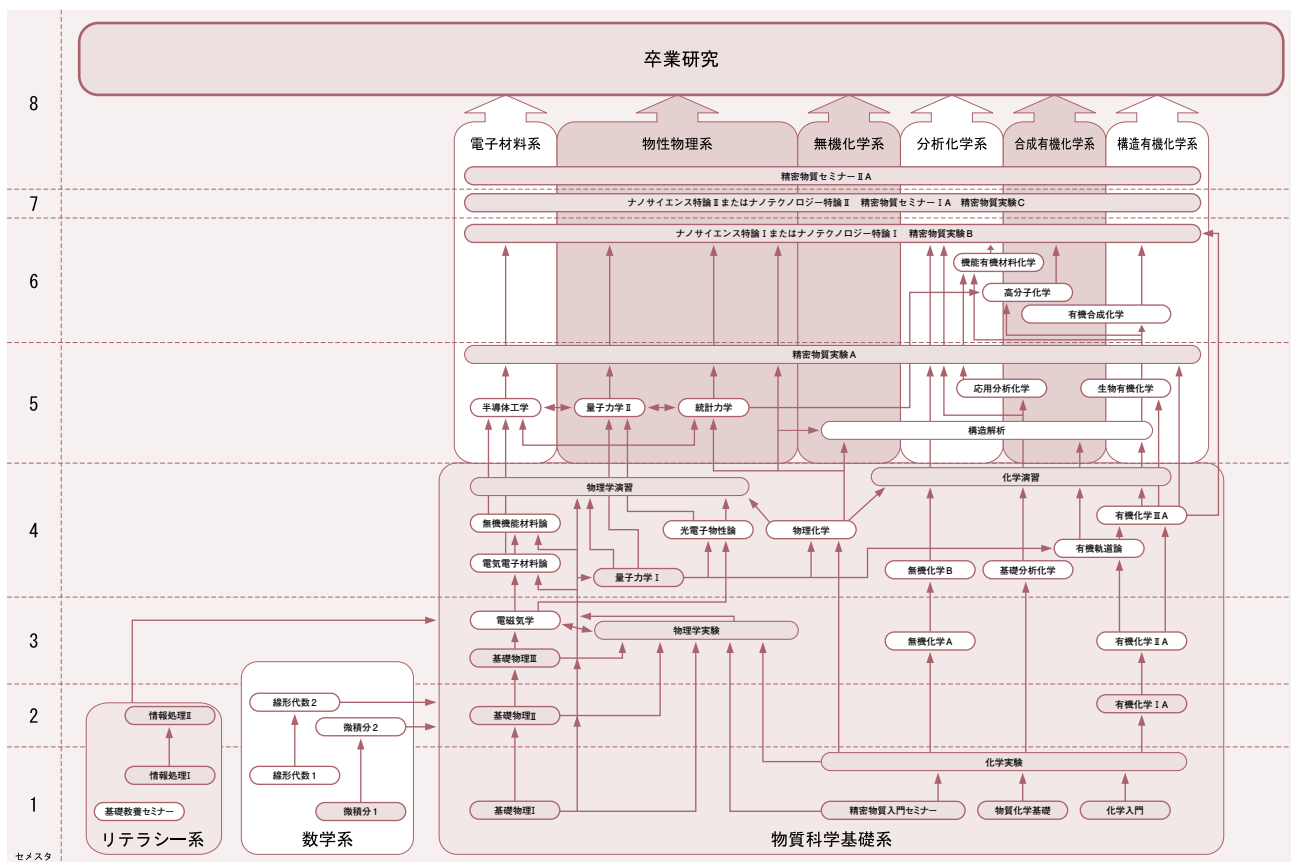 卒業研究
8
電子材料系
物性物理系
無機化学系
分析化学系
合成有機化学系
構造有機化学系
精密物質セミナーⅡA
7
ナノサイエンス特論Ⅱまたはナノテクノロジー特論Ⅱ 精密物質セミナーⅠA 精密物質実験C
ナノサイエンス特論Ⅰまたはナノテクノロジー特論Ⅰ 精密物質実験B
6
機能有機材料化学
高分子化学
有機合成化学
精密物質実験A
5
応用分析化学
生物有機化学
半導体工学
量子力学Ⅱ
統計力学
構造解析
化学演習
物理学演習
4
無機機能材料論
光電子物性論
物理化学
有機化学ⅢA
有機軌道論
電気電子材料論
量子力学Ⅰ
無機化学B
基礎分析化学
3
電磁気学
物理学実験
無機化学A
有機化学ⅡA
基礎物理Ⅲ
2
線形代数2
情報処理Ⅱ
微積分2
基礎物理Ⅱ
有機化学ⅠA
化学実験
情報処理Ⅰ
線形代数1
1
基礎教養セミナー
微積分1
基礎物理Ⅰ
精密物質入門セミナー
物質化学基礎
化学入門
リテラシー系
数学系
物質科学基礎系
セメスタ